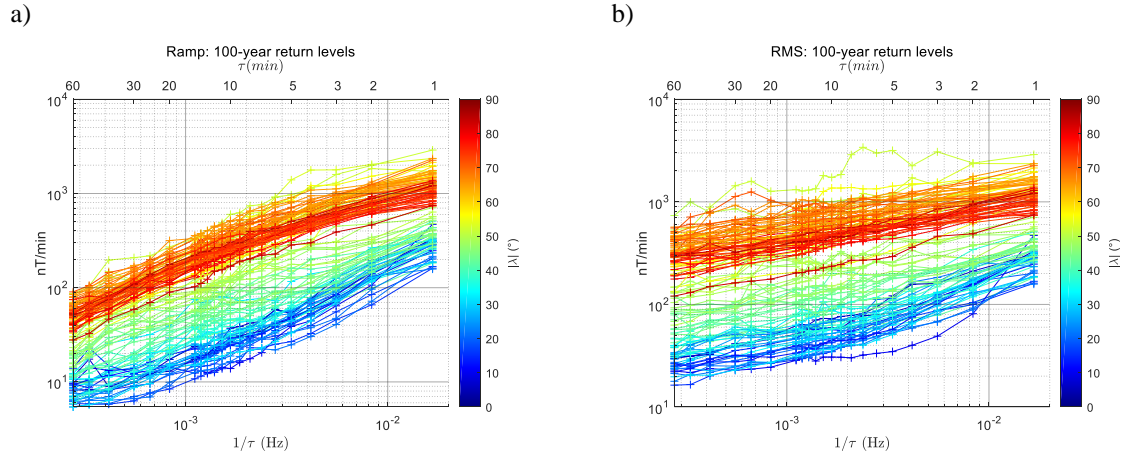 a)
Ramp: 100-year return levels
τ(min)
60 30 20 10 5 3 2 1
10^4
10^3
10^2
10^1
nT/min
10^-3 10^-2
1/τ (Hz)
90
80
70
60
50
40
30
20
10
0
|λ| (°)
b)
RMS: 100-year return levels
τ(min)
60 30 20 10 5 3 2 1
10^4
10^3
10^2
10^1
nT/min
10^-3 10^-2
1/τ (Hz)
90
80
70
60
50
40
30
20
10
0
|λ| (°)